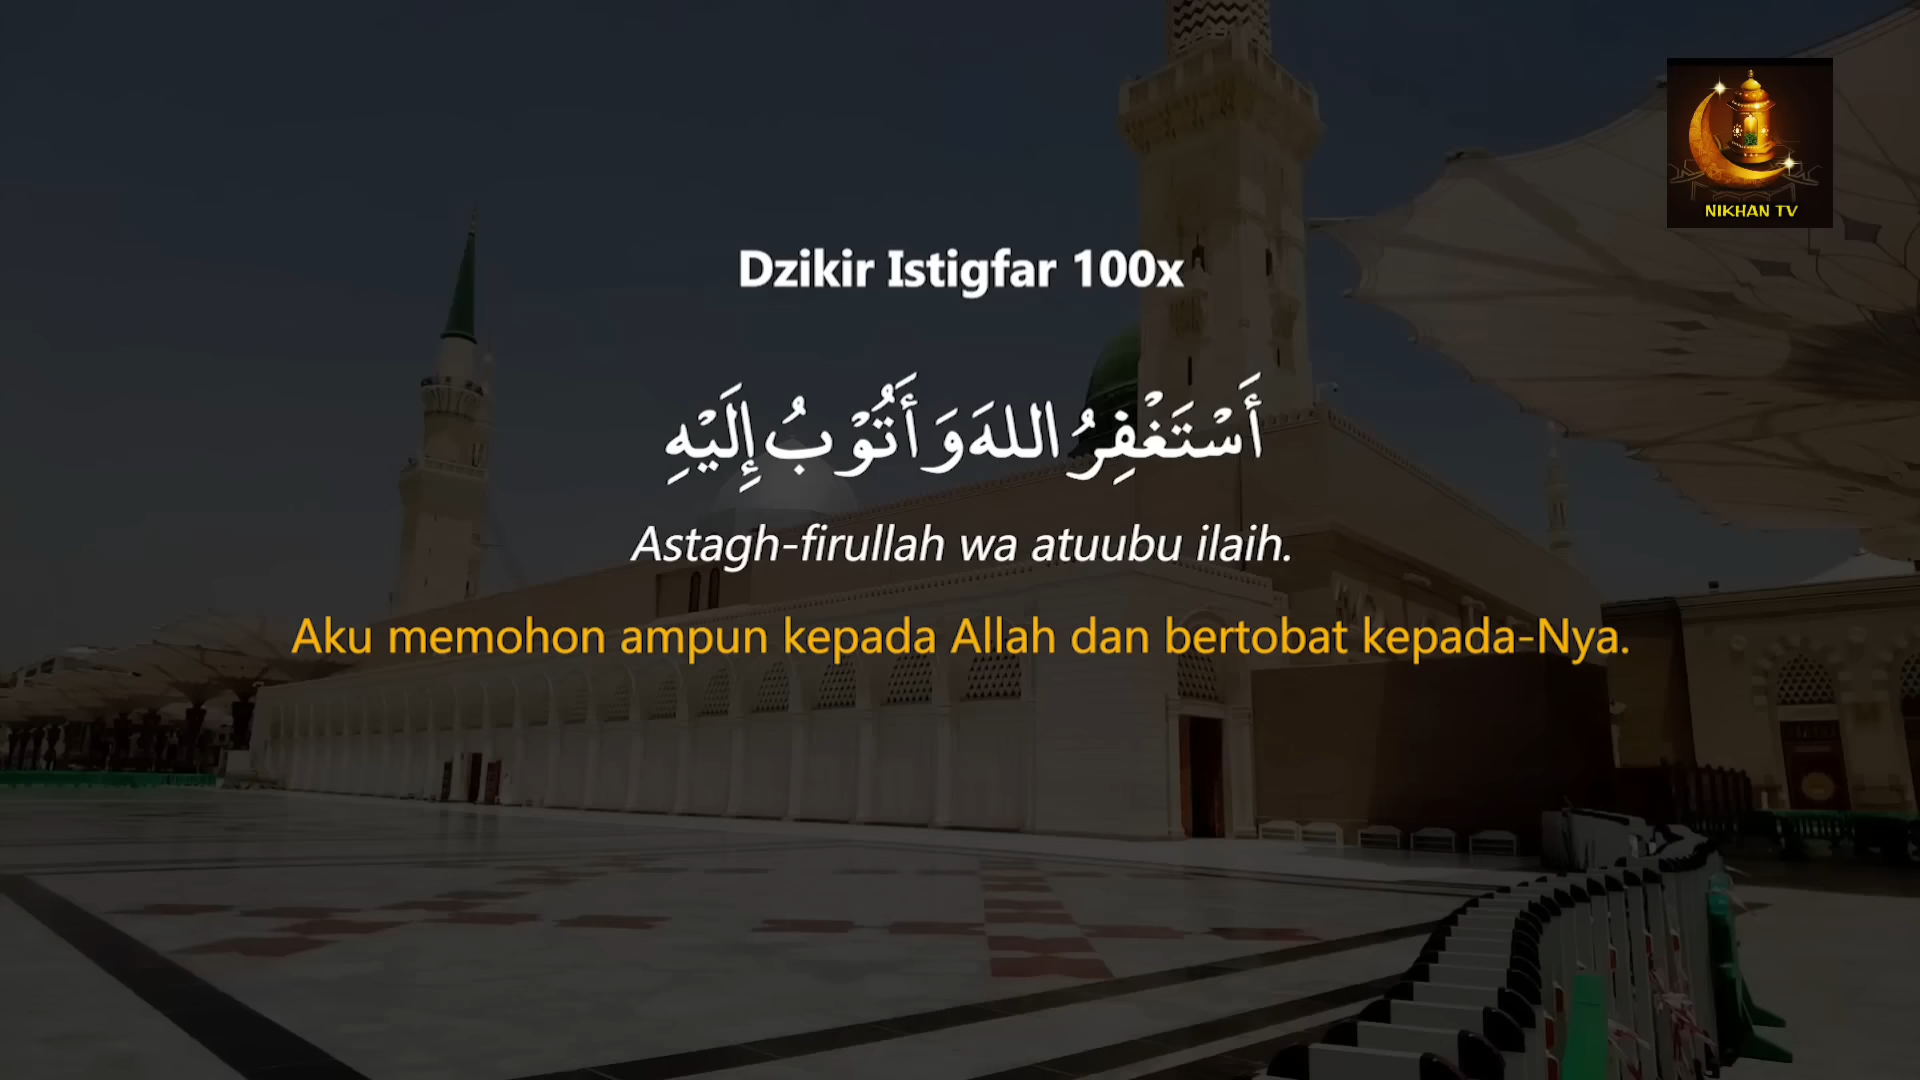 NIKHAN TV
Dzikir Istigfar 100x
أَسْتَغْفِرُ اللهَ وَ أَتُوْبُ إِلَيْهِ
Astagh-firullah wa atuubu ilaih.
Aku memohon ampun kepada Allah dan bertobat kepada-Nya.